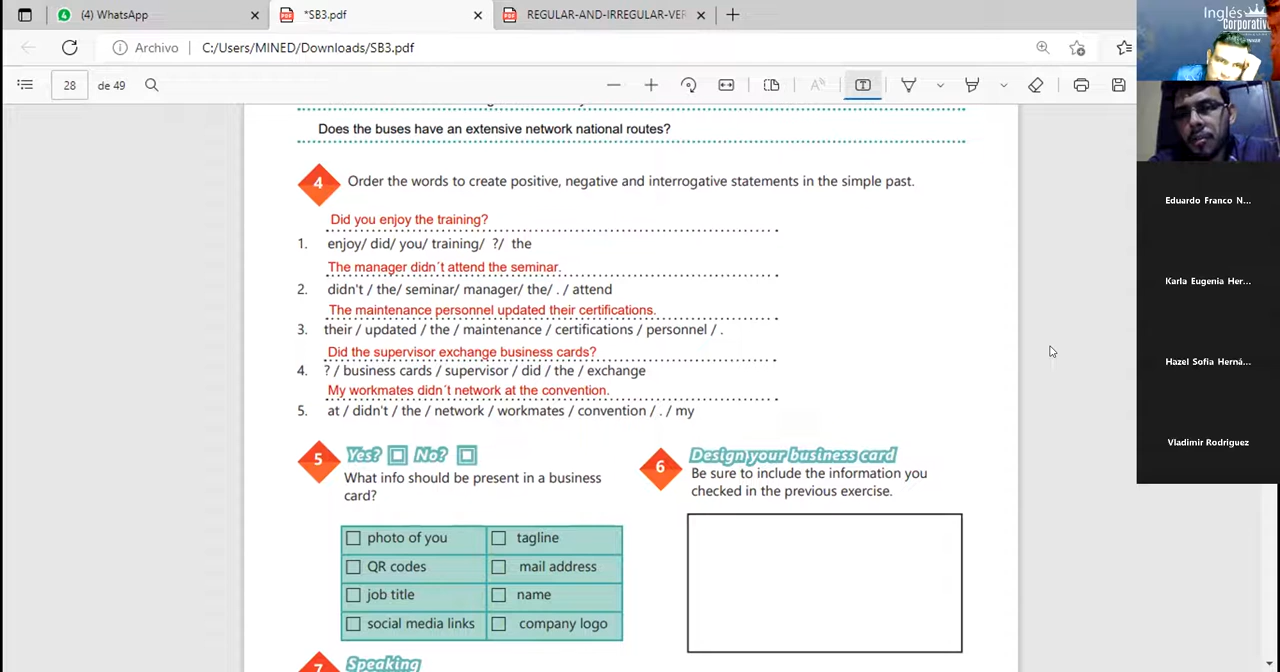 (4) WhatsApp
*SB3.pdf
REGULAR-AND-IRREGULAR-VER
Archivo
C:/Users/MINED/Downloads/SB3.pdf
28
de 49
Inglés
Corporativo
Does the buses have an extensive network national routes?
4
Order the words to create positive, negative and interrogative statements in the simple past.
Did you enjoy the training?
1. enjoy/ did/ you/ training/ ?/ the
The manager didn´t attend the seminar.
2. didn't / the/ seminar/ manager/ the/ . / attend
The maintenance personnel updated their certifications.
3. their / updated / the / maintenance / certifications / personnel / .
Did the supervisor exchange business cards?
4. ? / business cards / supervisor / did / the / exchange
My workmates didn´t network at the convention.
5. at / didn't / the / network / workmates / convention / . / my
5
Yes? No?
What info should be present in a business
card?
photo of you
tagline
QR codes
mail address
job title
name
social media links
company logo
6
Design your business card
Be sure to include the information you
checked in the previous exercise.
7
Speaking
Eduardo Franco N...
Karla Eugenia Her...
Hazel Sofia Herná...
Vladimir Rodriguez